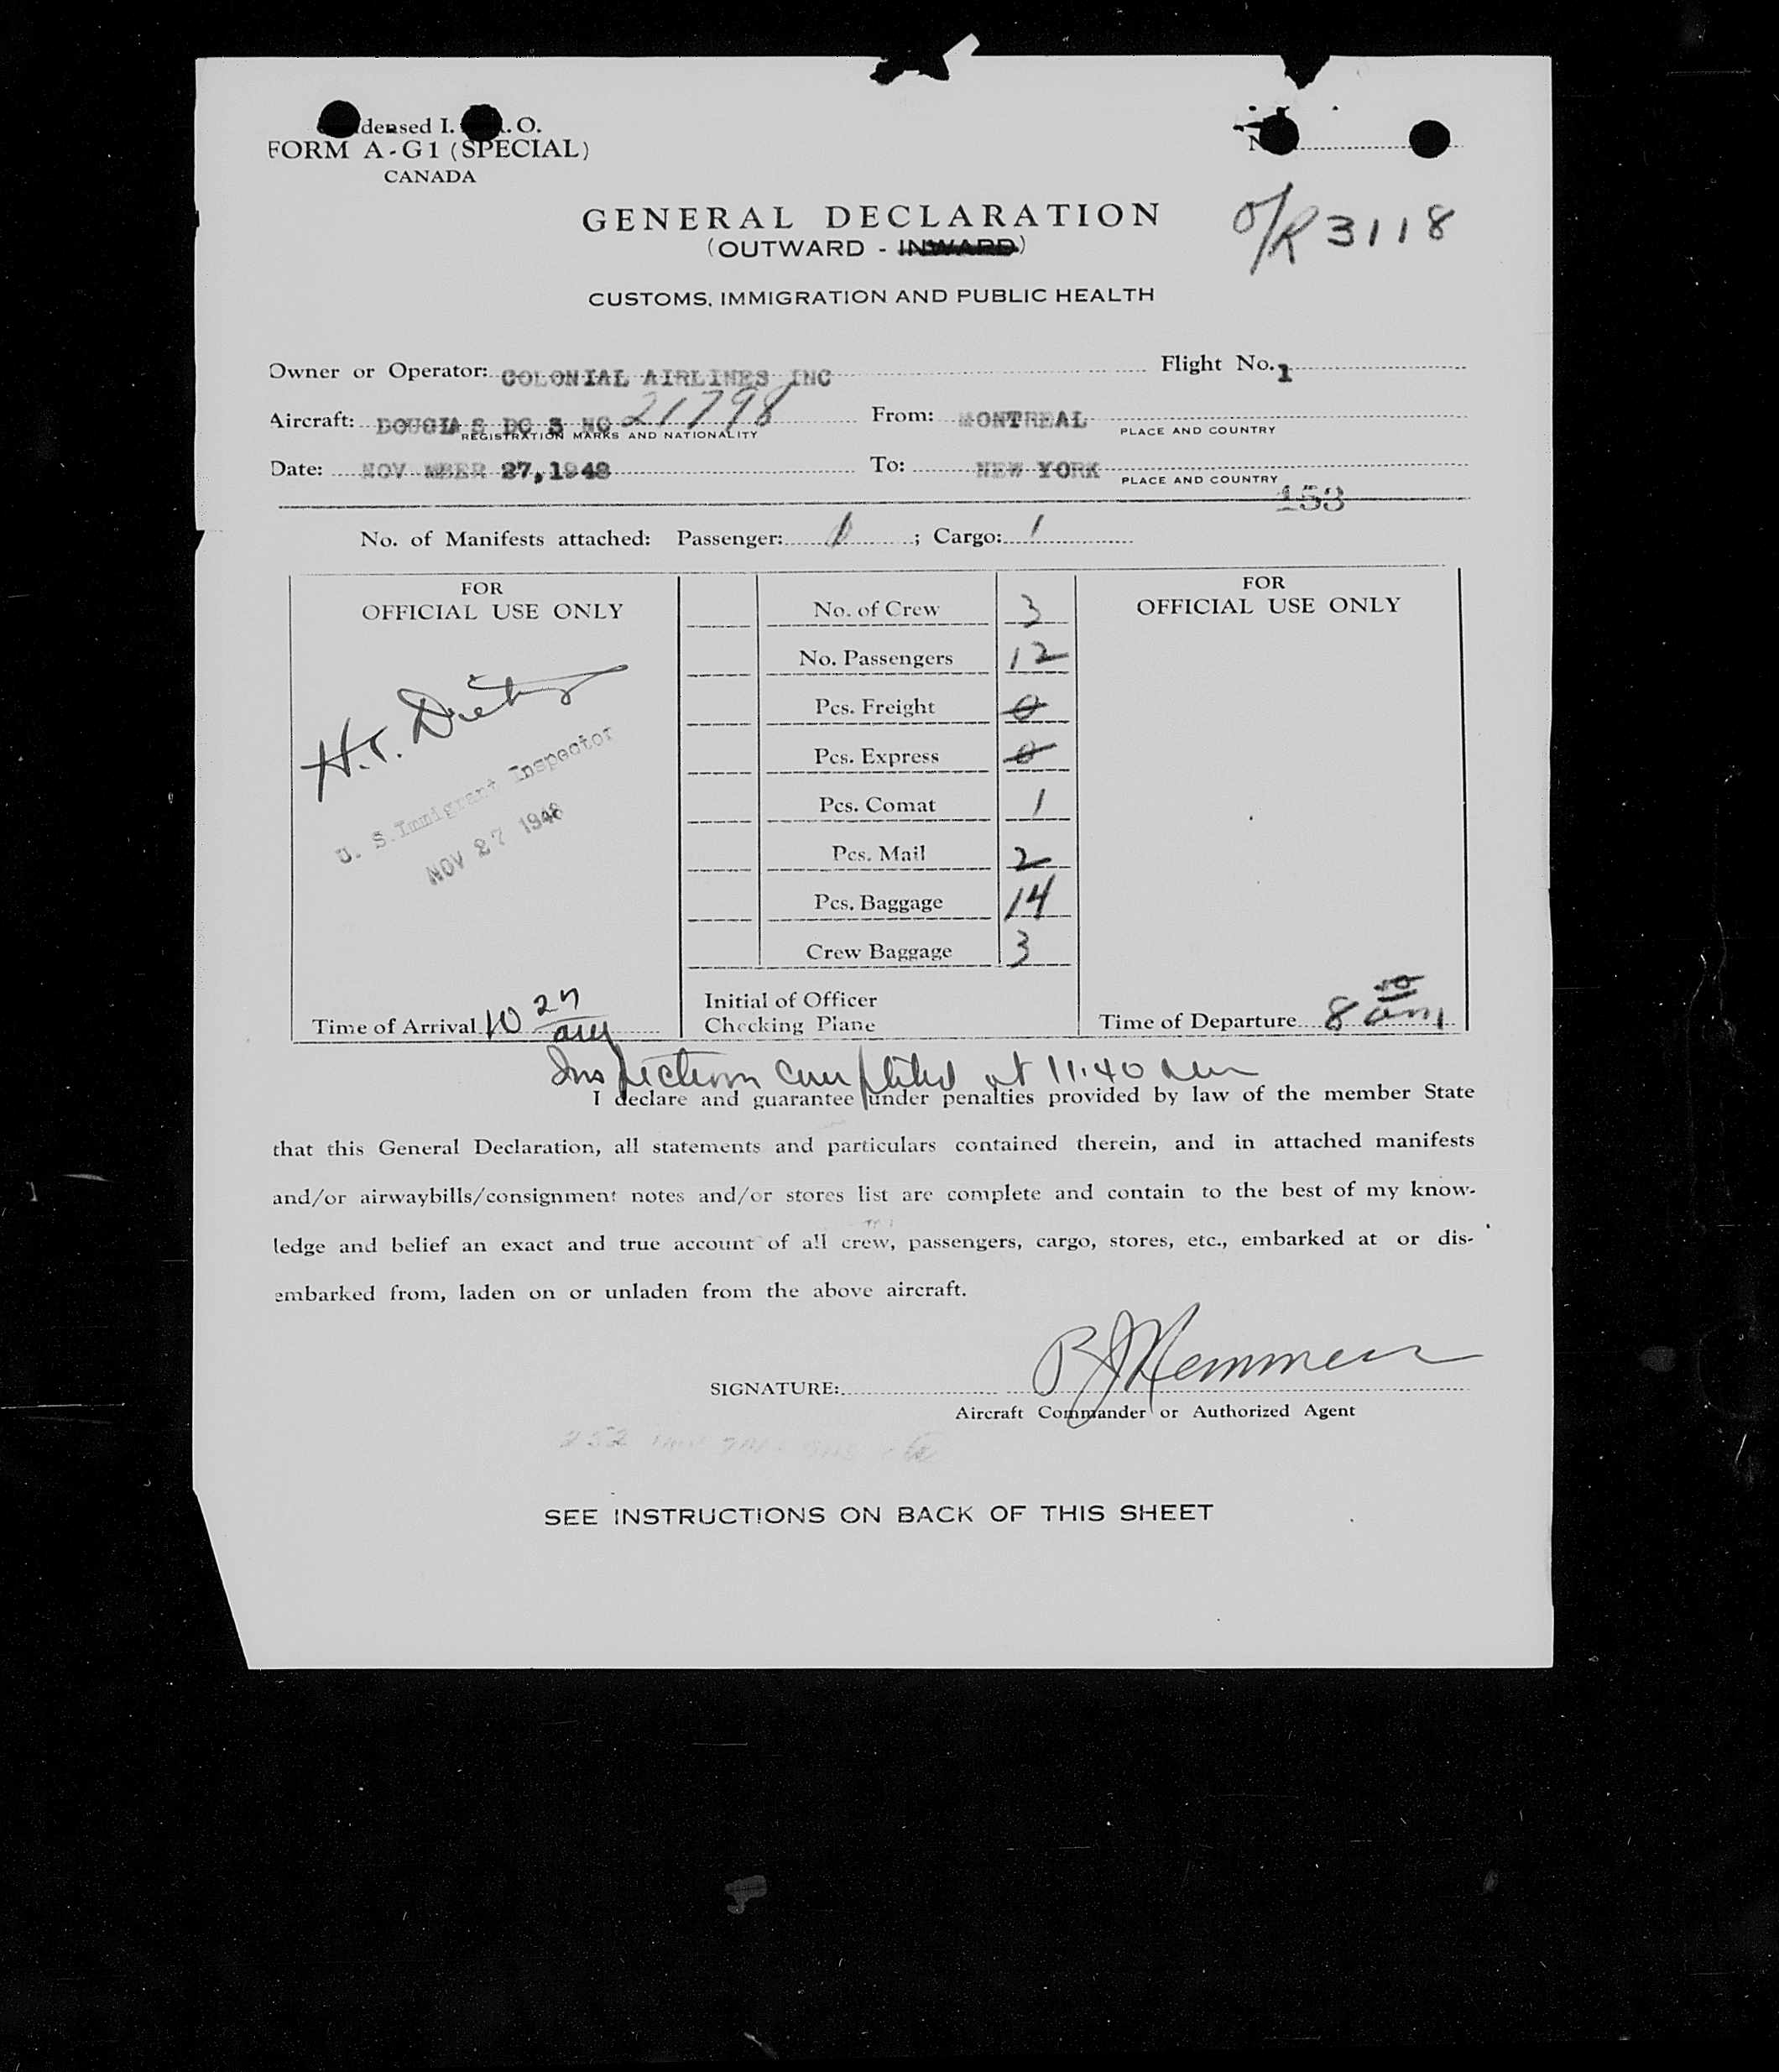 densed I. . O.
FORM A-G1 (SPECIAL)
CANADA
GENERAL DECLARATION
O/R 3118
(OUTWARD - INWARD)
CUSTOMS, IMMIGRATION AND PUBLIC HEALTH
Owner or Operator: COLONIAL AIRLINES INC Flight No. 1
Aircraft: DOUGLAS DC 3 NC 21798 From: MONTREAL
REGISTRATION MARKS AND NATIONALITY PLACE AND COUNTRY
Date: NOV MBER 27, 1948 To: NEW YORK
PLACE AND COUNTRY
153
No. of Manifests attached: Passenger: 1 ; Cargo: 1
FOR
OFFICIAL USE ONLY
H.T.
U. S. Immigrant Inspector
NOV 27 1948
Time of Arrival 10 27 am
No. of Crew 3
No. Passengers 12
Pcs. Freight 0
Pcs. Express 0
Pcs. Comat 1
Pcs. Mail 2
Pcs. Baggage 14
Crew Baggage 3
Initial of Officer
Checking Plane
FOR
OFFICIAL USE ONLY
Time of Departure 8 am
Inspection completed at 11:40 am
I declare and guarantee under penalties provided by law of the member State
that this General Declaration, all statements and particulars contained therein, and in attached manifests
and/or airwaybills/consignment notes and/or stores list are complete and contain to the best of my know-
ledge and belief an exact and true account of all crew, passengers, cargo, stores, etc., embarked at or dis-
embarked from, laden on or unladen from the above aircraft.
SIGNATURE:
Aircraft Commander or Authorized Agent
SEE INSTRUCTIONS ON BACK OF THIS SHEET